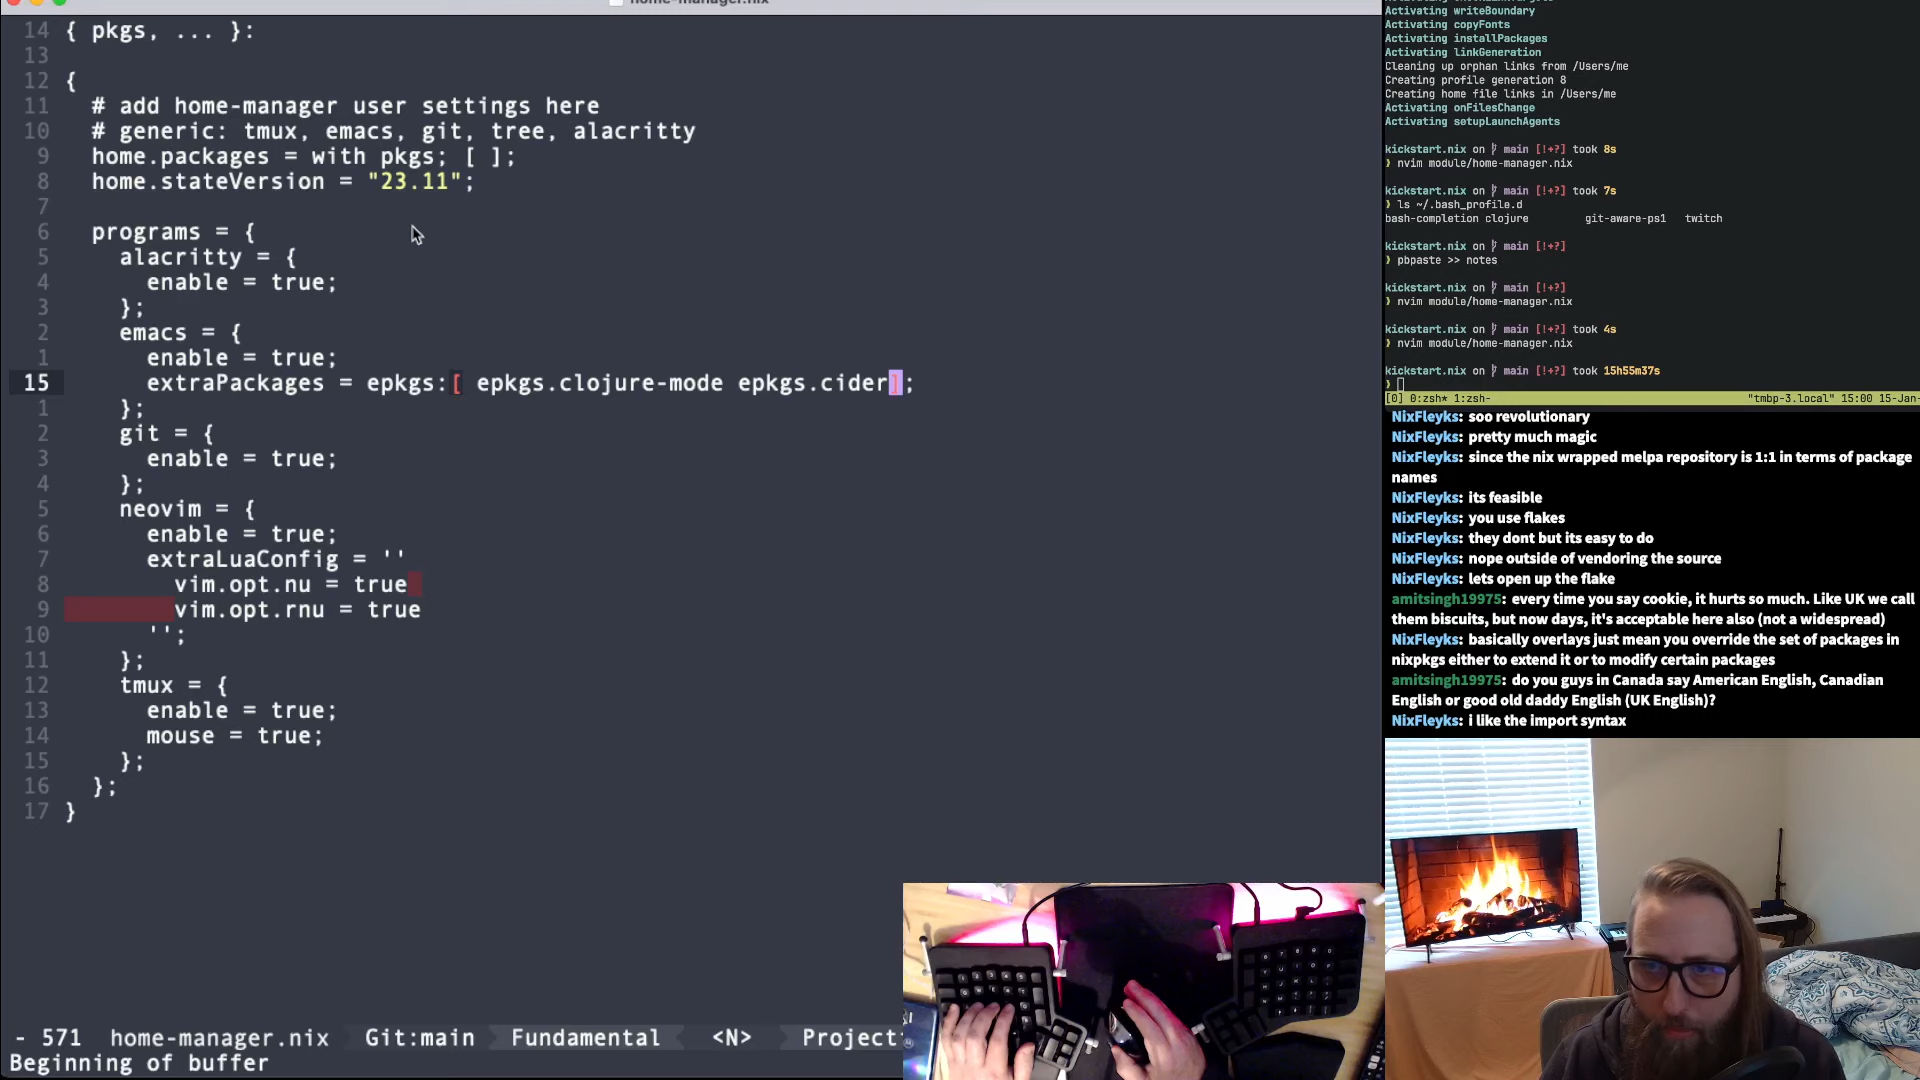 home-manager.nix
14 { pkgs, ... }:
13
12 {
11 # add home-manager user settings here
10 # generic: tmux, emacs, git, tree, alacritty
9 home.packages = with pkgs; [ ];
8 home.stateVersion = "23.11";
7
6 programs = {
5 alacritty = {
4 enable = true;
3 };
2 emacs = {
1 enable = true;
15 extraPackages = epkgs:[ epkgs.clojure-mode epkgs.cider];
1 };
2 git = {
3 enable = true;
4 };
5 neovim = {
6 enable = true;
7 extraLuaConfig = ''
8 vim.opt.nu = true
9 vim.opt.rnu = true
10 '';
11 };
12 tmux = {
13 enable = true;
14 mouse = true;
15 };
16 };
17 }
- 571 home-manager.nix Git:main Fundamental <N> Project:
Beginning of buffer
Activating writeBoundary
Activating copyFonts
Activating installPackages
Activating linkGeneration
Cleaning up orphan links from /Users/me
Creating profile generation 8
Creating home file links in /Users/me
Activating onFilesChange
Activating setupLaunchAgents
kickstart.nix on main [!+?] took 8s
❯ nvim module/home-manager.nix
kickstart.nix on main [!+?] took 7s
❯ ls ~/.bash_profile.d
bash-completion clojure git-aware-ps1 twitch
kickstart.nix on main [!+?]
❯ pbpaste >> notes
kickstart.nix on main [!+?]
❯ nvim module/home-manager.nix
kickstart.nix on main [!+?] took 4s
❯ nvim module/home-manager.nix
kickstart.nix on main [!+?] took 15h55m37s
❯
[0] 0:zsh* 1:zsh- "tmbp-3.local" 15:00 15-Jan-
NixFleyks: soo revolutionary
NixFleyks: pretty much magic
NixFleyks: since the nix wrapped melpa repository is 1:1 in terms of package
names
NixFleyks: its feasible
NixFleyks: you use flakes
NixFleyks: they dont but its easy to do
NixFleyks: nope outside of vendoring the source
NixFleyks: lets open up the flake
amitsingh19975: every time you say cookie, it hurts so much. Like UK we call
them biscuits, but now days, it's acceptable here also (not a widespread)
NixFleyks: basically overlays just mean you override the set of packages in
nixpkgs either to extend it or to modify certain packages
amitsingh19975: do you guys in Canada say American English, Canadian
English or good old daddy English (UK English)?
NixFleyks: i like the import syntax